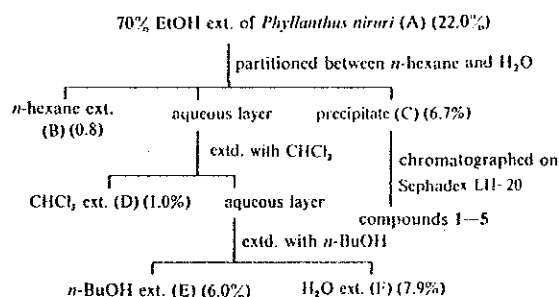 70% EtOH ext. of Phyllanthus niruri (A) (22.0%)
partitioned between n-hexane and H₂O
n-hexane ext. aqueous layer precipitate (C) (6.7%)
(B) (0.8)
extd. with CHCl₃ chromatographed on
Sephadex LH-20
CHCl₃ ext. (D) (1.0%) aqueous layer compounds 1—5
extd. with n-BuOH
n-BuOH ext. (E) (6.0%) H₂O ext. (F) (7.9%)